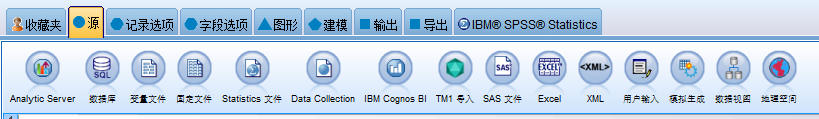 收藏夹 源 记录选项 字段选项 图形 建模 输出 导出 IBM® SPSS® Statistics
SQL SAS EXCEL <XML>
Analytic Server 数据库 变量文件 固定文件 Statistics 文件 Data Collection IBM Cognos BI TM1 导入 SAS 文件 Excel XML 用户输入 模拟生成 数据视图 地理空间